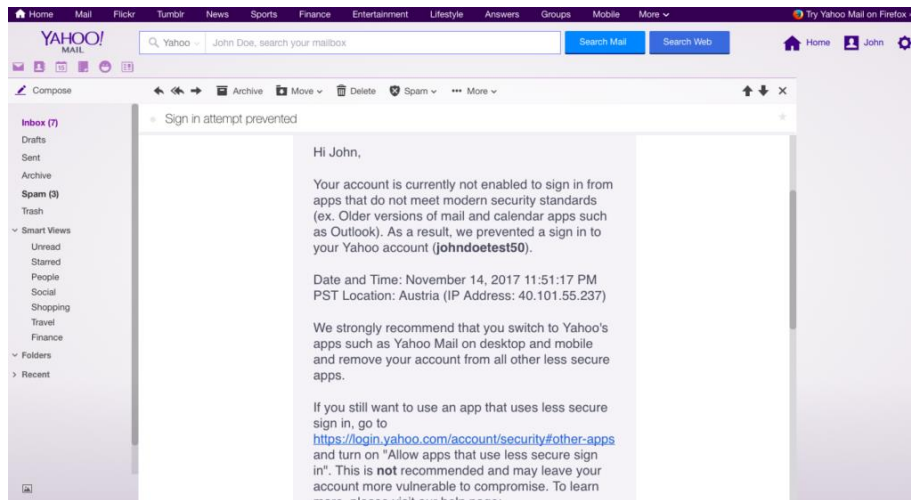 Home Mail Flickr Tumblr News Sports Finance Entertainment Lifestyle Answers Groups Mobile More Try Yahoo Mail on Firefox
YAHOO!
MAIL
Yahoo John Doe, search your mailbox Search Mail Search Web Home John
Compose Archive Move Delete Spam More
Sign in attempt prevented
Inbox (7)
Drafts
Sent
Archive
Spam (3)
Trash
Smart Views
Unread
Starred
People
Social
Shopping
Travel
Finance
Folders
Recent
Hi John,
Your account is currently not enabled to sign in from
apps that do not meet modern security standards
(ex. Older versions of mail and calendar apps such
as Outlook). As a result, we prevented a sign in to
your Yahoo account (johndoetest50).
Date and Time: November 14, 2017 11:51:17 PM
PST Location: Austria (IP Address: 40.101.55.237)
We strongly recommend that you switch to Yahoo's
apps such as Yahoo Mail on desktop and mobile
and remove your account from all other less secure
apps.
If you still want to use an app that uses less secure
sign in, go to
https://login.yahoo.com/account/security#other-apps
and turn on "Allow apps that use less secure sign
in". This is not recommended and may leave your
account more vulnerable to compromise. To learn
more, please visit our help page: